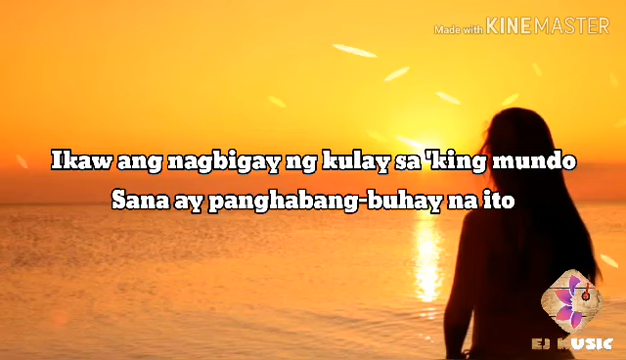 Made with KINEMASTER
Ikaw ang nagbigay ng kulay sa 'king mundo
Sana ay panghabang-buhay na ito
EJ MUSIC